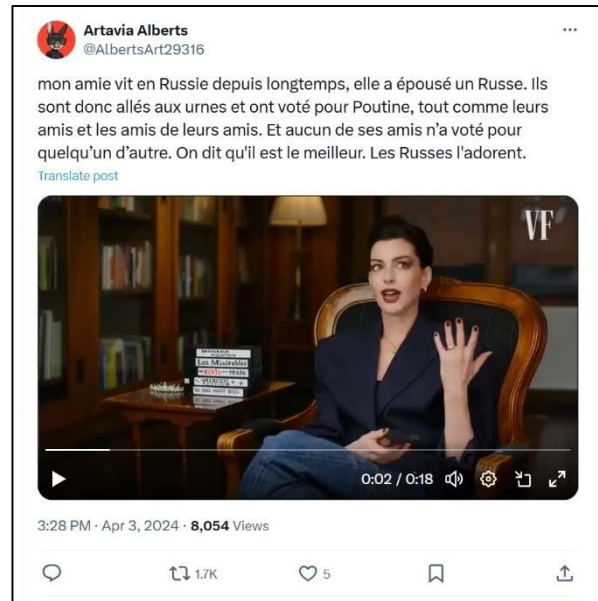 Artavia Alberts
@AlbertsArt29316
mon amie vit en Russie depuis longtemps, elle a épousé un Russe. Ils
sont donc allés aux urnes et ont voté pour Poutine, tout comme leurs
amis et les amis de leurs amis. Et aucun de ses amis n’a voté pour
quelqu’un d’autre. On dit qu'il est le meilleur. Les Russes l'adorent.
Translate post
VF
Les Misérables
0:02 / 0:18
3:28 PM · Apr 3, 2024 · 8,054 Views
1.7K
5